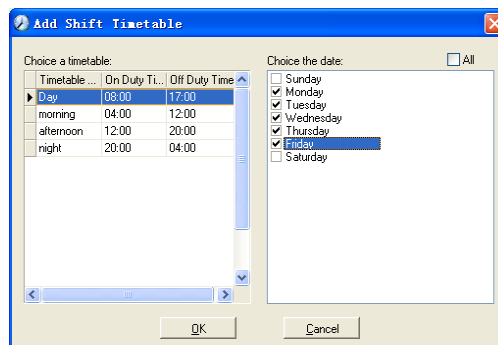 Add Shift Timetable
Choice a timetable:
Timetable ... On Duty Ti... Off Duty Time
Day 08:00 17:00
morning 04:00 12:00
afternoon 12:00 20:00
night 20:00 04:00
Choice the date:
All
Sunday
Monday
Tuesday
Wednesday
Thursday
Friday
Saturday
OK
Cancel